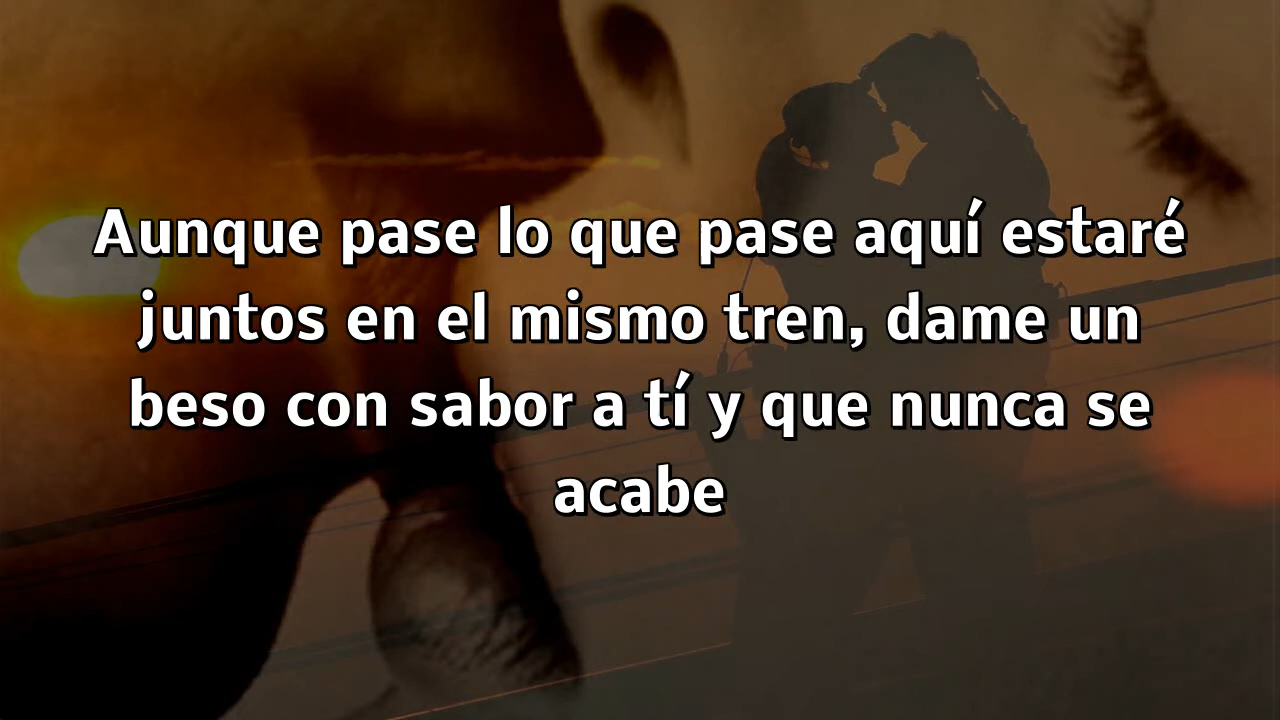 Aunque pase lo que pase aquí estaré
juntos en el mismo tren, dame un
beso con sabor a tí y que nunca se
acabe